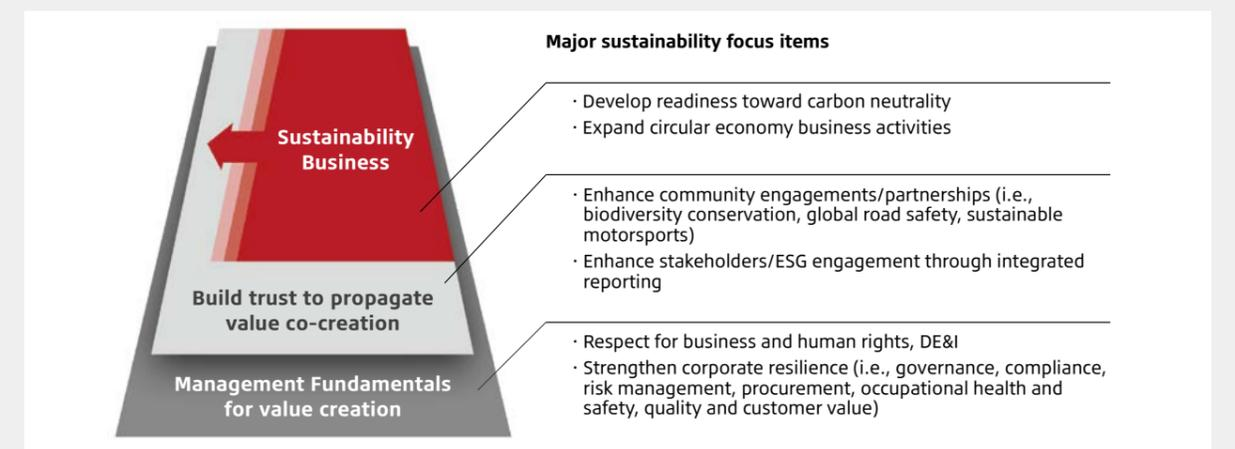 Major sustainability focus items
Sustainability
Business
· Develop readiness toward carbon neutrality
· Expand circular economy business activities
Build trust to propagate
value co-creation
· Enhance community engagements/partnerships (i.e.,
biodiversity conservation, global road safety, sustainable
motorsports)
· Enhance stakeholders/ESG engagement through integrated
reporting
Management Fundamentals
for value creation
· Respect for business and human rights, DE&I
· Strengthen corporate resilience (i.e., governance, compliance,
risk management, procurement, occupational health and
safety, quality and customer value)